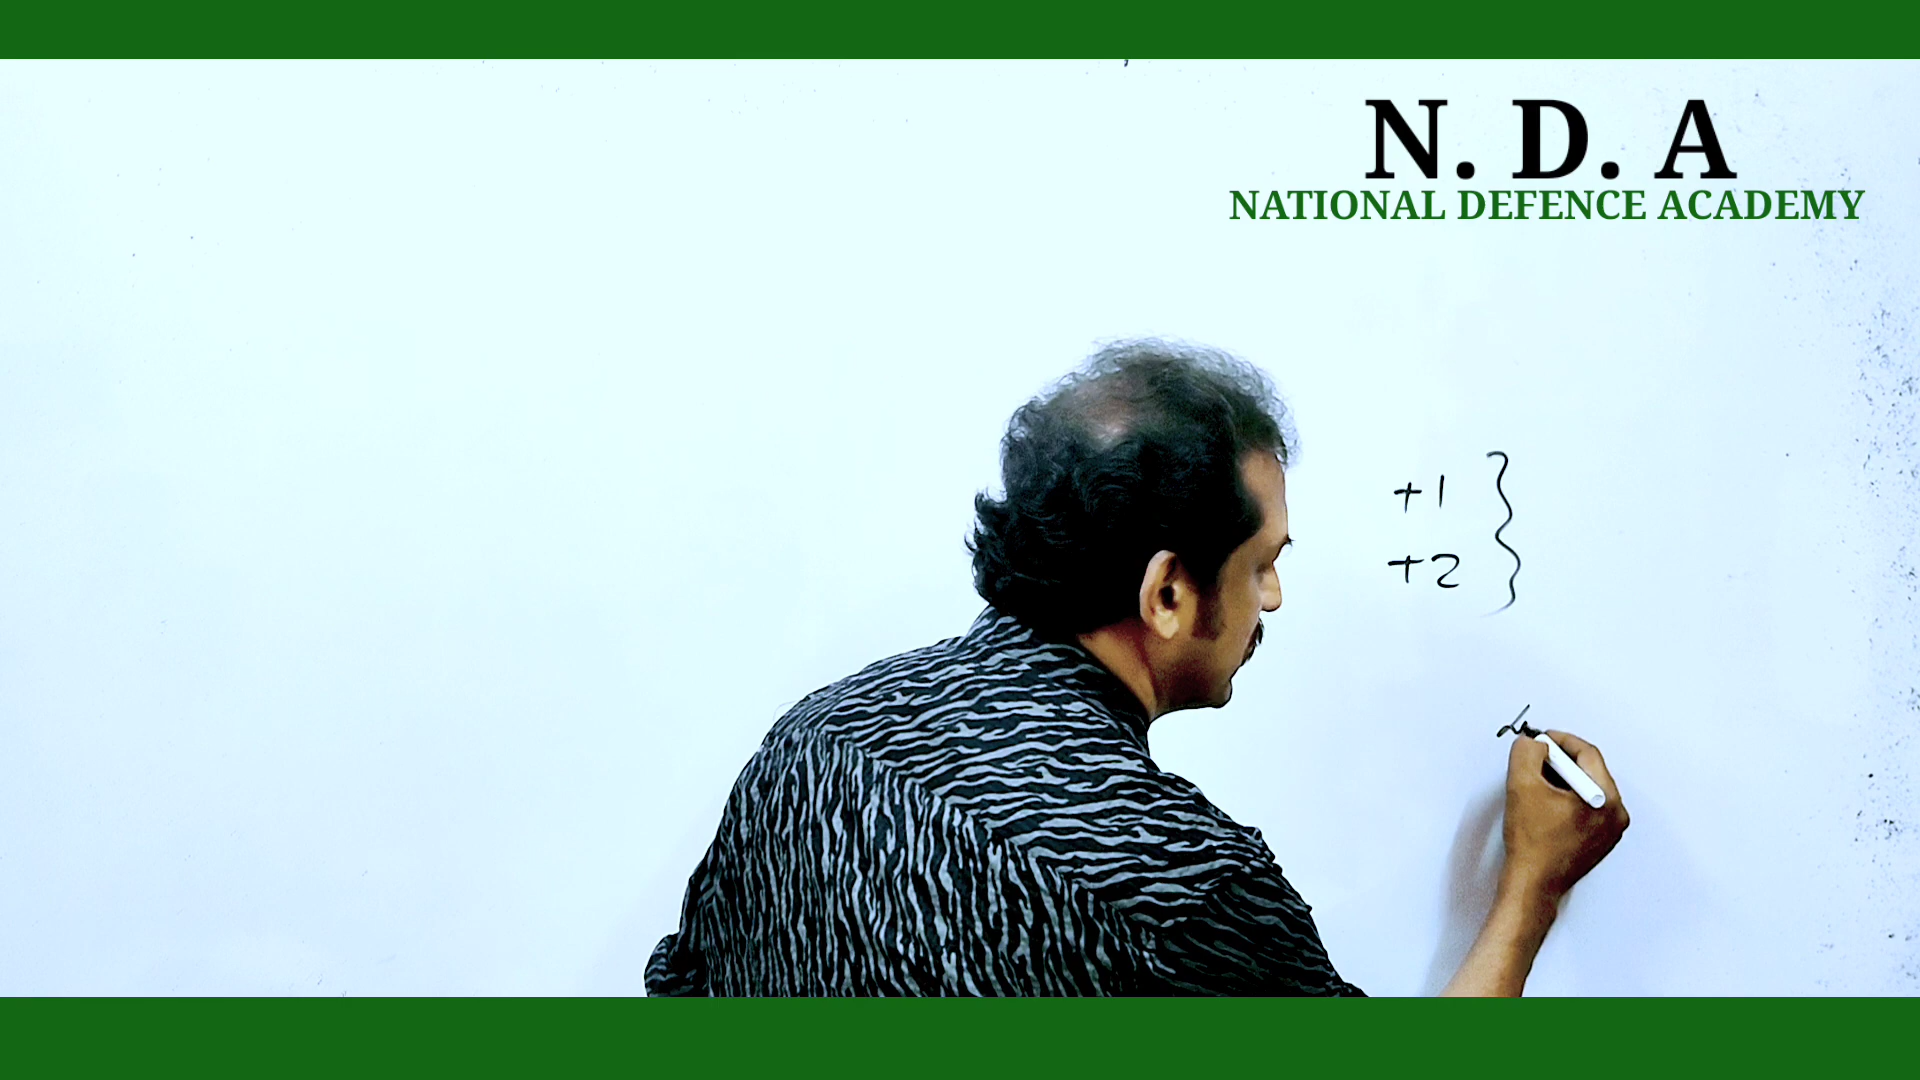 N. D. A
NATIONAL DEFENCE ACADEMY
+1
+2